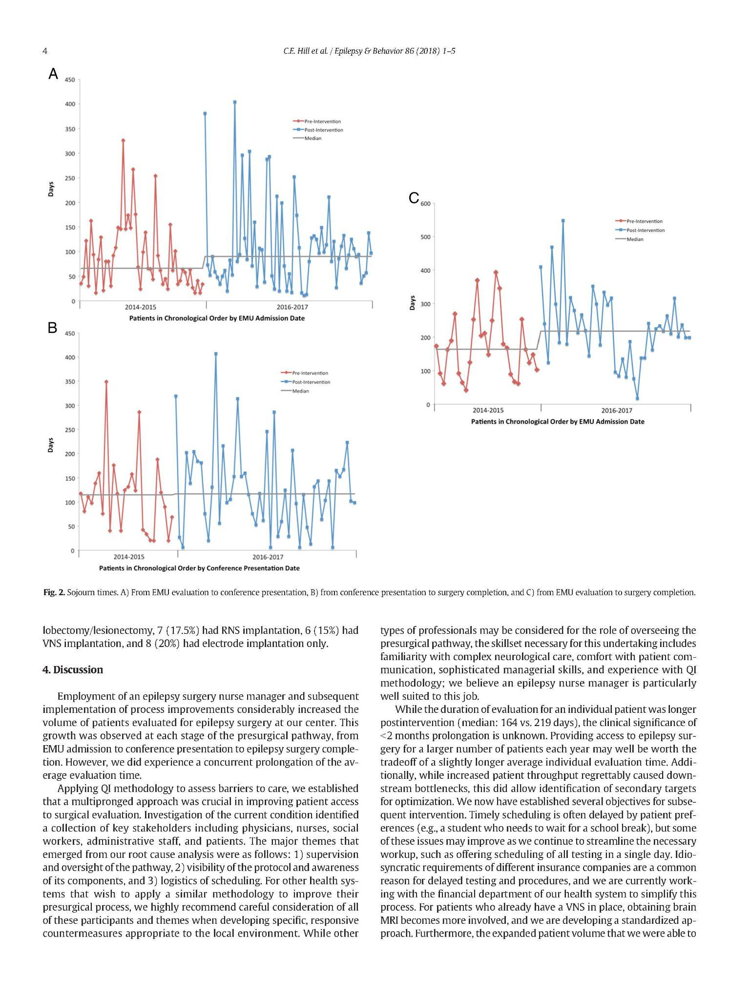 4
C.E. Hill et al. / Epilepsy & Behavior 86 (2018) 1–5
A
450
400
350
300
250
200
150
100
50
0
Days
Pre-Intervention
Post-Intervention
Median
2014-2015
2016-2017
Patients in Chronological Order by EMU Admission Date
B
450
400
350
300
250
200
150
100
50
0
Days
Pre-Intervention
Post-Intervention
Median
2014-2015
2016-2017
Patients in Chronological Order by Conference Presentation Date
C
600
500
400
300
200
100
0
Days
Pre-Intervention
Post-Intervention
Median
2014-2015
2016-2017
Patients in Chronological Order by EMU Admission Date
Fig. 2. Sojourn times. A) From EMU evaluation to conference presentation, B) from conference presentation to surgery completion, and C) from EMU evaluation to surgery completion.
lobectomy/lesionectomy, 7 (17.5%) had RNS implantation, 6 (15%) had
VNS implantation, and 8 (20%) had electrode implantation only.
4. Discussion
Employment of an epilepsy surgery nurse manager and subsequent
implementation of process improvements considerably increased the
volume of patients evaluated for epilepsy surgery at our center. This
growth was observed at each stage of the presurgical pathway, from
EMU admission to conference presentation to epilepsy surgery comple-
tion. However, we did experience a concurrent prolongation of the av-
erage evaluation time.
Applying QI methodology to assess barriers to care, we established
that a multipronged approach was crucial in improving patient access
to surgical evaluation. Investigation of the current condition identified
a collection of key stakeholders including physicians, nurses, social
workers, administrative staff, and patients. The major themes that
emerged from our root cause analysis were as follows: 1) supervision
and oversight of the pathway, 2) visibility of the protocol and awareness
of its components, and 3) logistics of scheduling. For other health sys-
tems that wish to apply a similar methodology to improve their
presurgical process, we highly recommend careful consideration of all
of these participants and themes when developing specific, responsive
countermeasures appropriate to the local environment. While other
types of professionals may be considered for the role of overseeing the
presurgical pathway, the skillset necessary for this undertaking includes
familiarity with complex neurological care, comfort with patient com-
munication, sophisticated managerial skills, and experience with QI
methodology; we believe an epilepsy nurse manager is particularly
well suited to this job.
While the duration of evaluation for an individual patient was longer
postintervention (median: 164 vs. 219 days), the clinical significance of
<2 months prolongation is unknown. Providing access to epilepsy sur-
gery for a larger number of patients each year may well be worth the
tradeoff of a slightly longer average individual evaluation time. Addi-
tionally, while increased patient throughput regrettably caused down-
stream bottlenecks, this did allow identification of secondary targets
for optimization. We now have established several objectives for subse-
quent intervention. Timely scheduling is often delayed by patient pref-
erences (e.g., a student who needs to wait for a school break), but some
of these issues may improve as we continue to streamline the necessary
workup, such as offering scheduling of all testing in a single day. Idio-
syncratic requirements of different insurance companies are a common
reason for delayed testing and procedures, and we are currently work-
ing with the financial department of our health system to simplify this
process. For patients who already have a VNS in place, obtaining brain
MRI becomes more involved, and we are developing a standardized ap-
proach. Furthermore, the expanded patient volume that we were able to